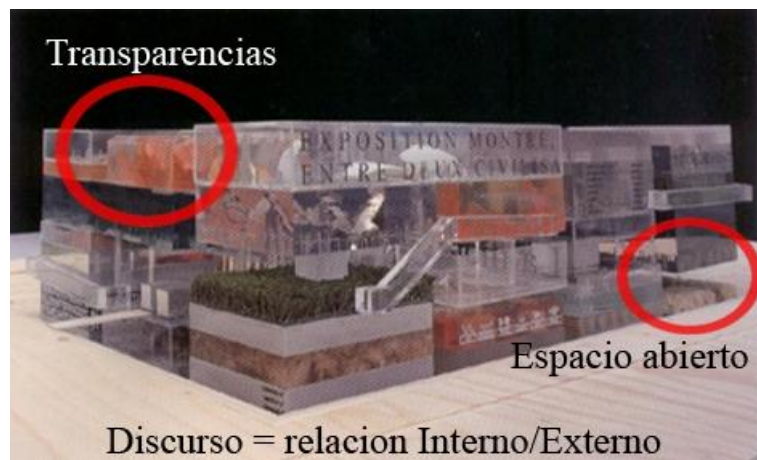 Transparencias
EXPOSITION MONTRE,
ENTRE DEUX CIVILISA
Espacio abierto
Discurso = relacion Interno/Externo